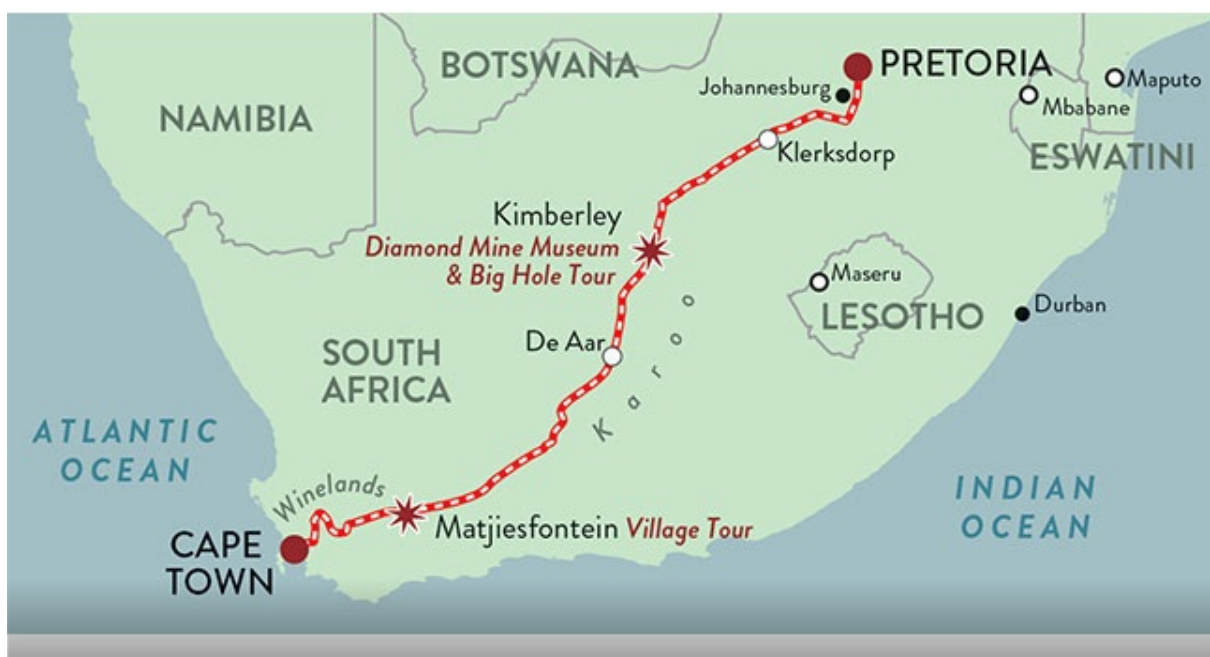 BOTSWANA
PRETORIA
Johannesburg
Maputo
Mbabane
NAMIBIA
Klerksdorp
ESWATINI
Kimberley
Diamond Mine Museum
& Big Hole Tour
Maseru
LESOTHO
Durban
De Aar
Karoo
SOUTH
AFRICA
ATLANTIC
OCEAN
Winelands
INDIAN
OCEAN
Matjiesfontein Village Tour
CAPE
TOWN